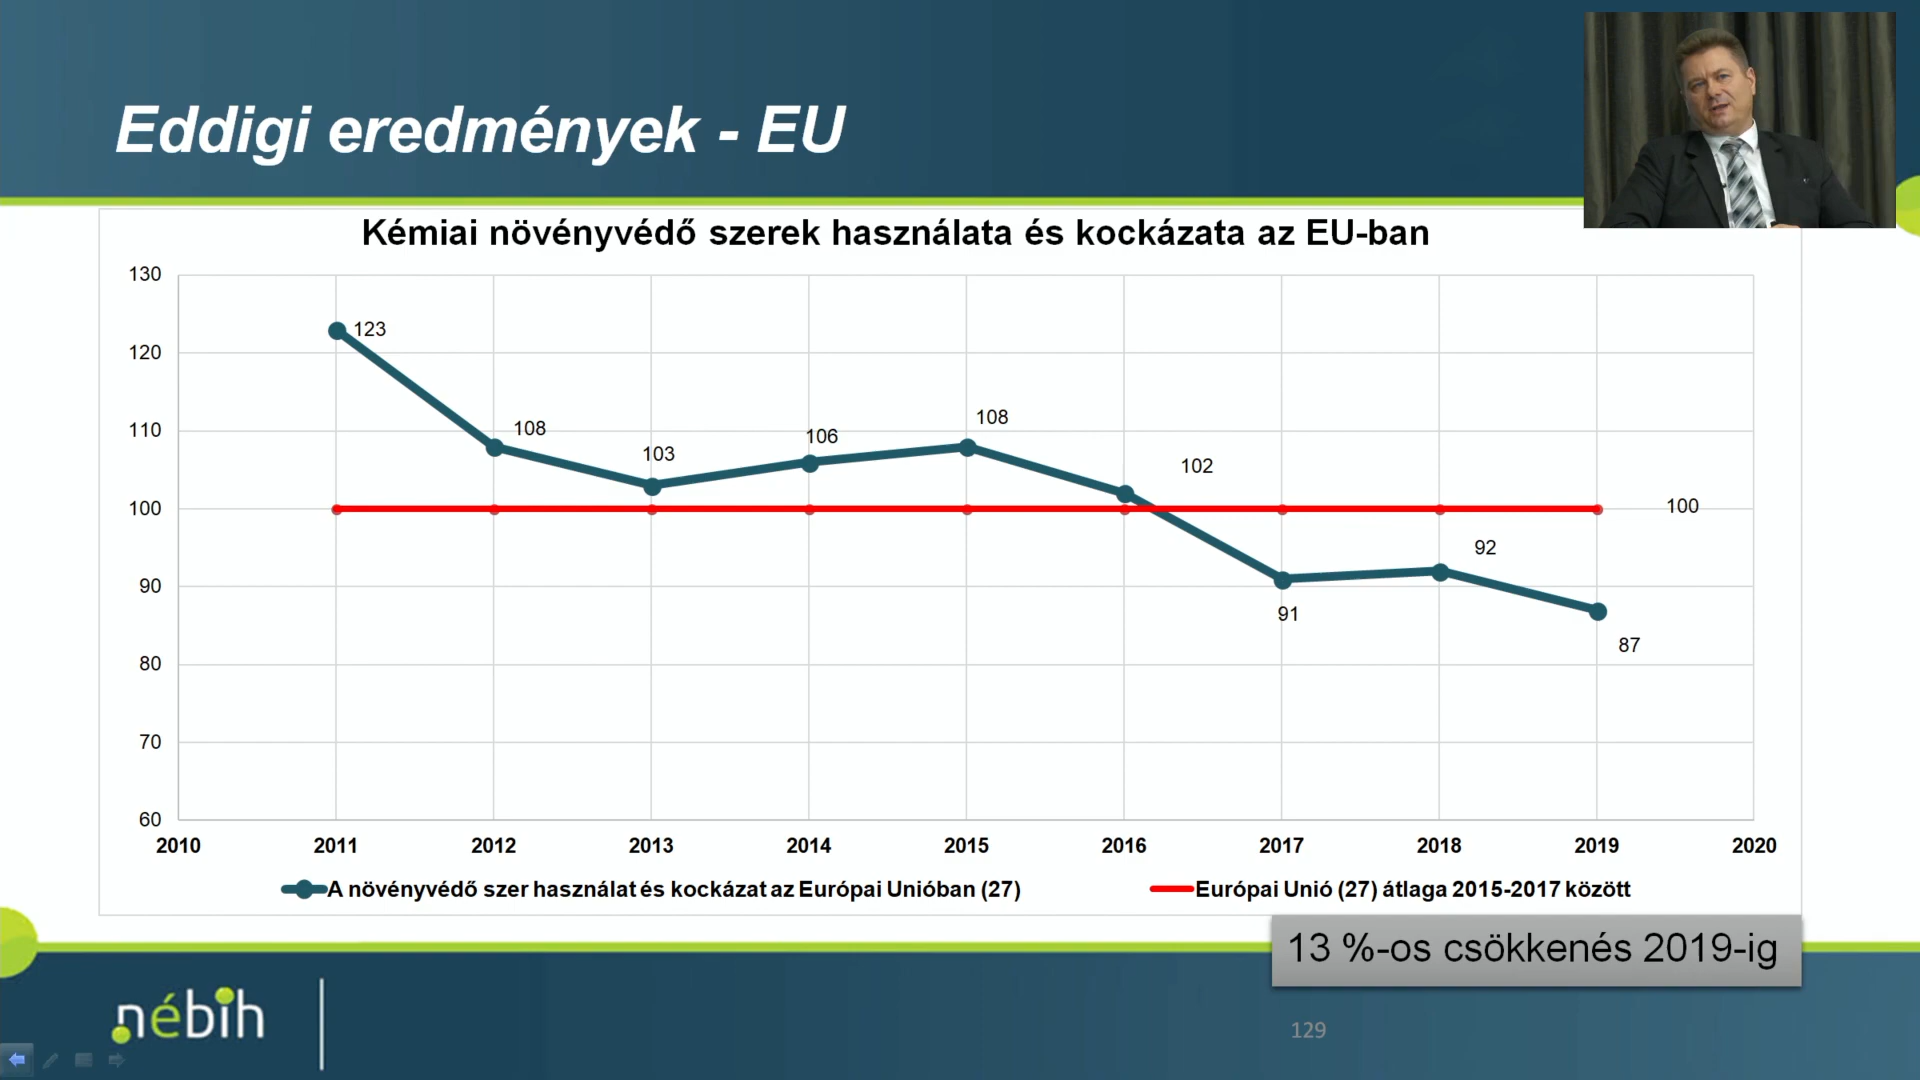 Eddigi eredmények - EU
Kémiai növényvédő szerek használata és kockázata az EU-ban
130
120
110
100
90
80
70
60
123
108
103
106
108
102
91
92
87
100
2010 2011 2012 2013 2014 2015 2016 2017 2018 2019 2020
A növényvédő szer használat és kockázat az Európai Unióban (27)
Európai Unió (27) átlaga 2015-2017 között
13 %-os csökkenés 2019-ig
nébih
129